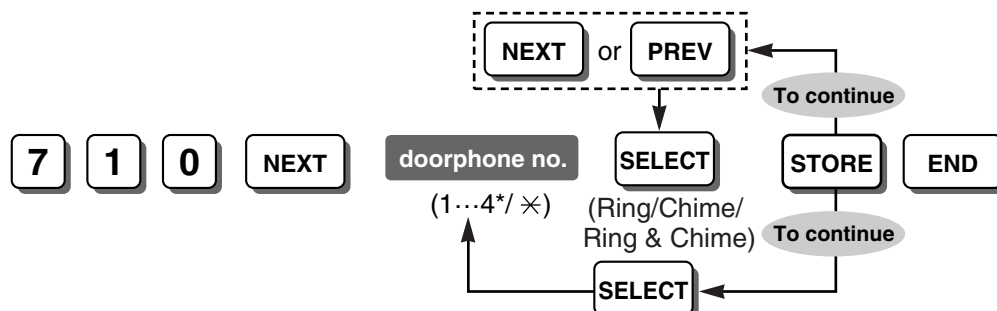 NEXT or PREV
To continue
7 1 0 NEXT doorphone no. SELECT STORE END
(1···4*/ ✳)
(Ring/Chime/
Ring & Chime)
To continue
SELECT